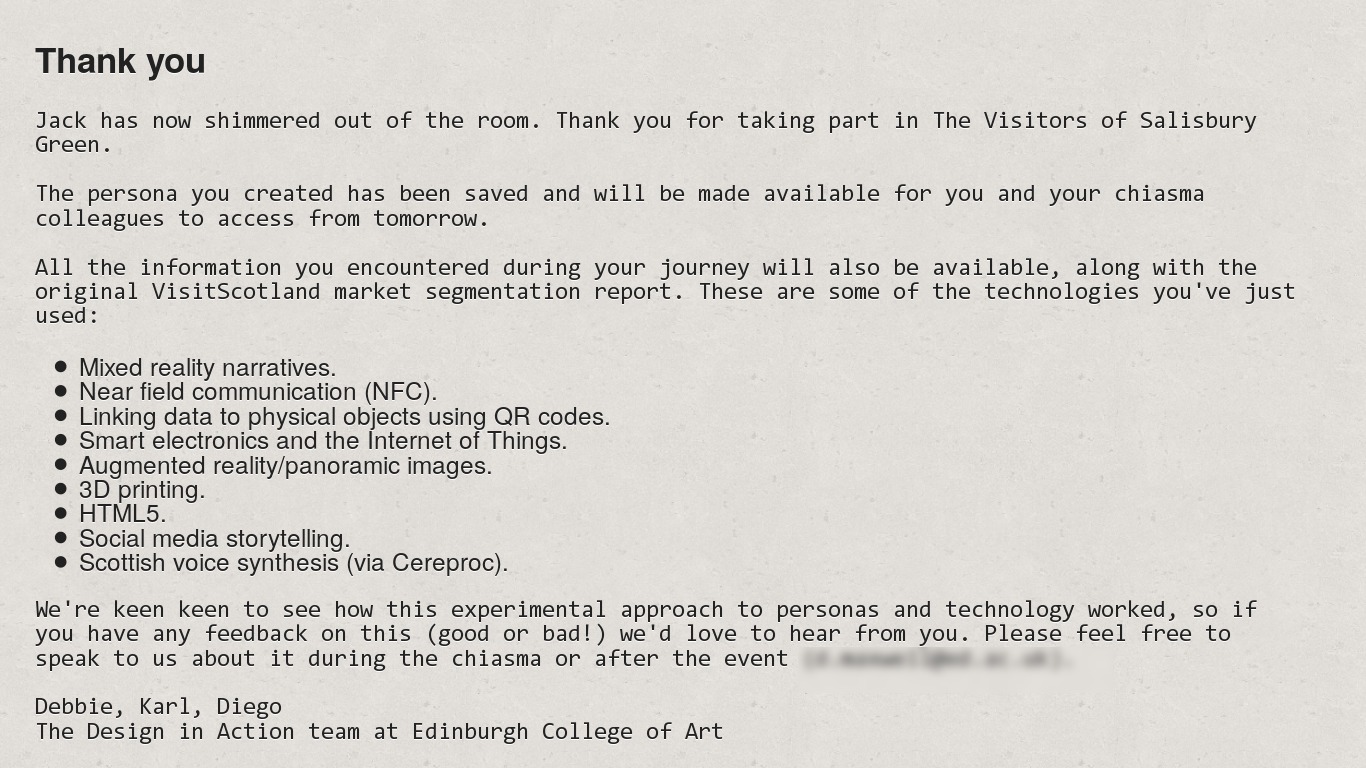 Thank you
Jack has now shimmered out of the room. Thank you for taking part in The Visitors of Salisbury
Green.
The persona you created has been saved and will be made available for you and your chiasma
colleagues to access from tomorrow.
All the information you encountered during your journey will also be available, along with the
original VisitScotland market segmentation report. These are some of the technologies you've just
used:
● Mixed reality narratives.
● Near field communication (NFC).
● Linking data to physical objects using QR codes.
● Smart electronics and the Internet of Things.
● Augmented reality/panoramic images.
● 3D printing.
● HTML5.
● Social media storytelling.
● Scottish voice synthesis (via Cereproc).
We're keen keen to see how this experimental approach to personas and technology worked, so if
you have any feedback on this (good or bad!) we'd love to hear from you. Please feel free to
speak to us about it during the chiasma or after the event
Debbie, Karl, Diego
The Design in Action team at Edinburgh College of Art